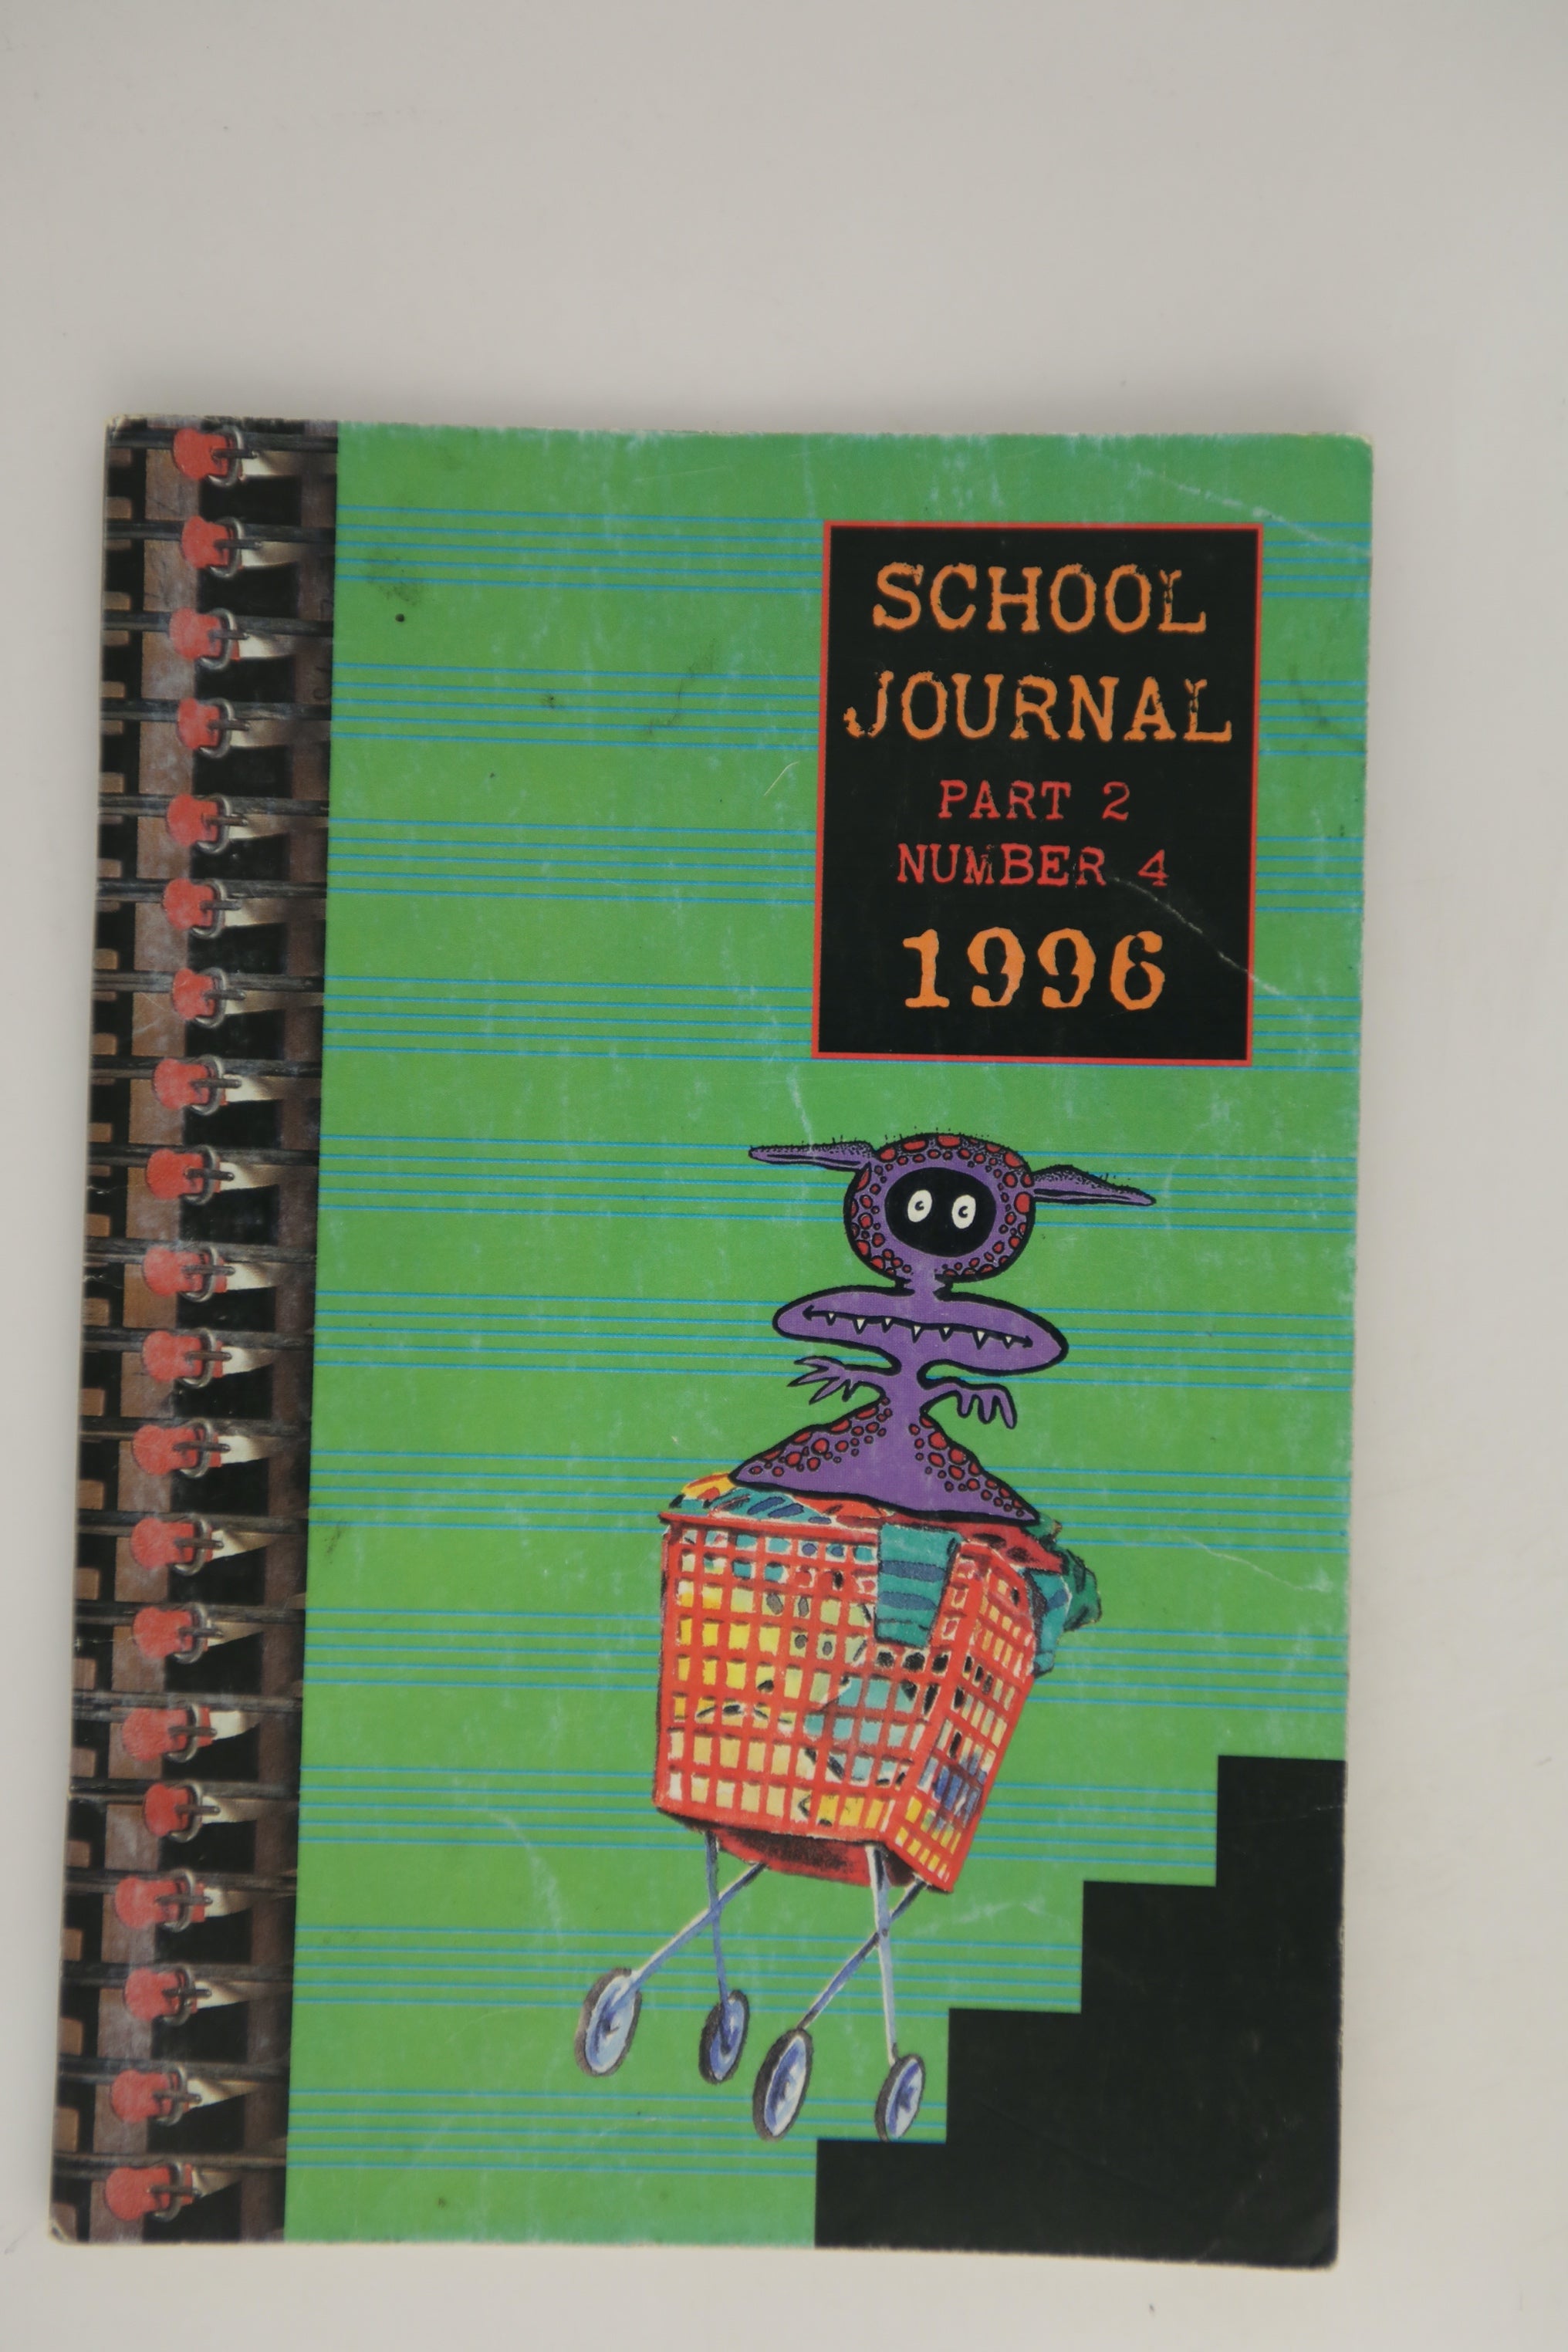 SCHOOL
JOURNAL
PART 2
NUMBER 4
1996